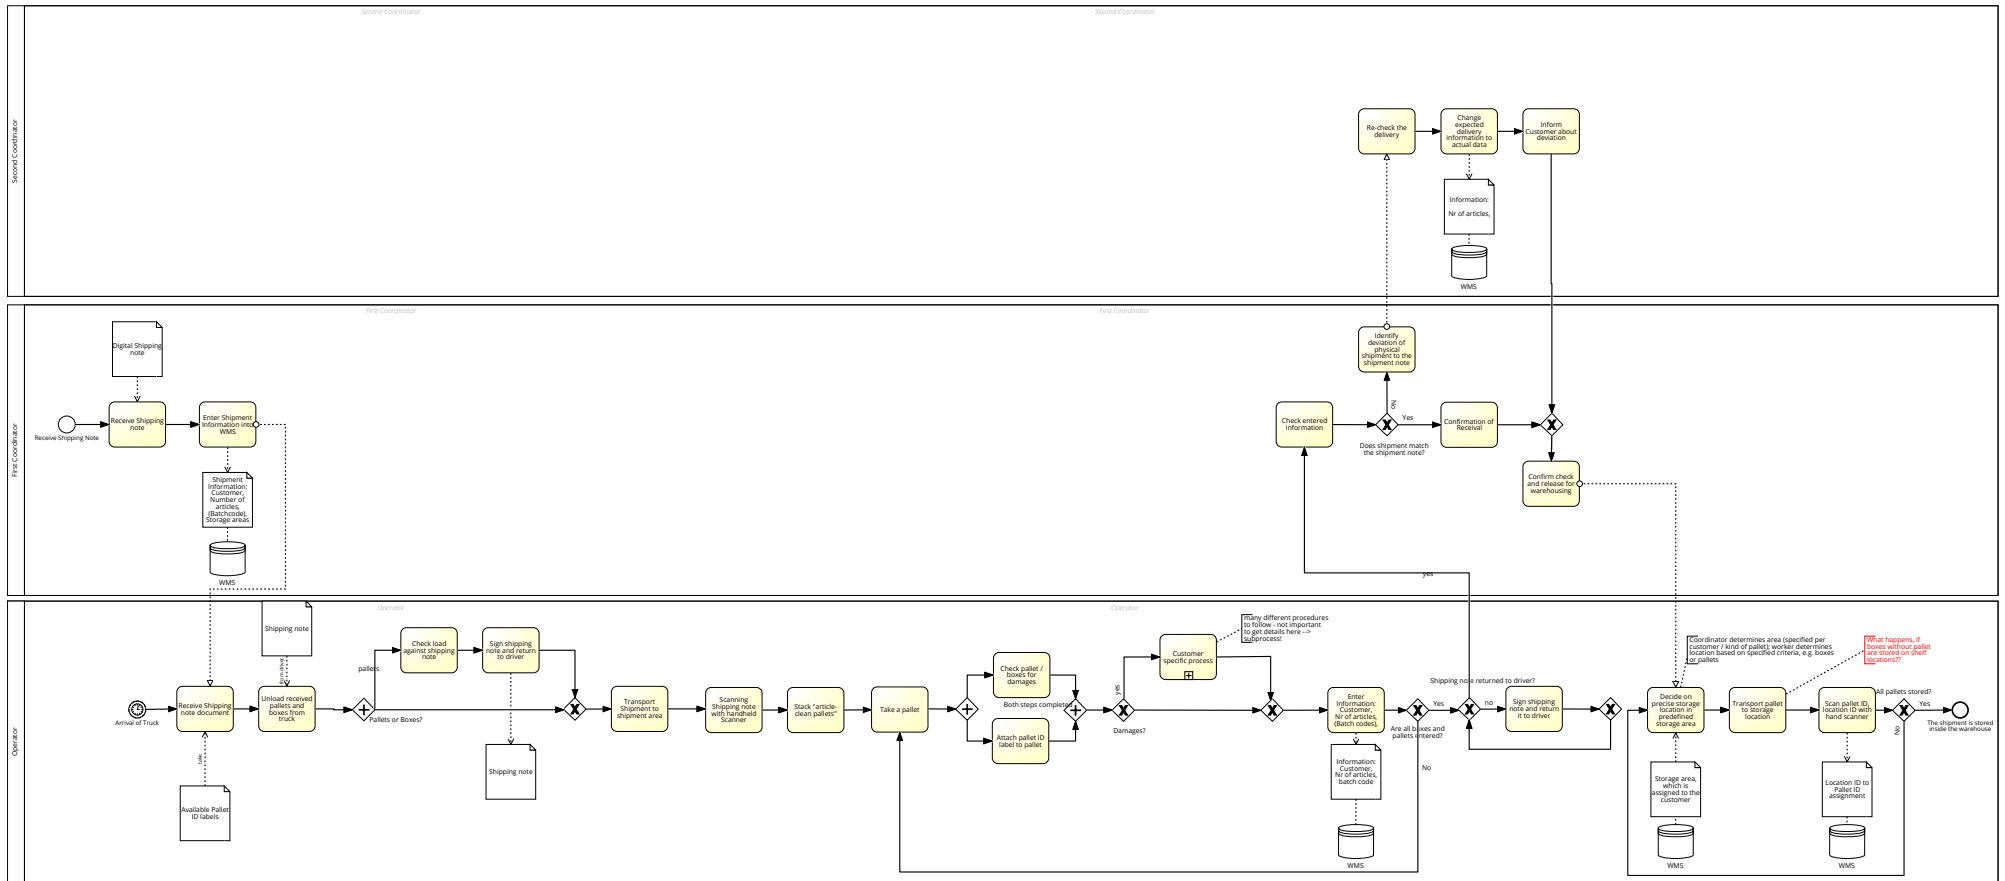 Second Coordinator
Second Coordinator
Second Coordinator
Re-check the
delivery
Change
expected
delivery
information to
actual data
Inform
Customer about
deviation
Information:
Nr of articles,
WMS
First Coordinator
First Coordinator
First Coordinator
Digital Shipping
note
Receive Shipping Note
Receive Shipping
note
Enter Shipment
Information into
WMS
Shipment
Information:
Customer,
Number of
articles,
(Batchcode),
Storage areas
WMS
Identify
deviation of
physical
shipment to the
shipment note
No
Check entered
information
Yes
Does shipment match
the shipment note?
Confirmation of
Receival
Confirm check
and release for
warehousing
yes
Operator
Operator
Operator
Arrival of Truck
Receive Shipping
note document
take
Available Pallet
ID labels
Shipping note
from driver
Unload received
pallets and
boxes from
truck
pallets
Pallets or Boxes?
Check load
against shipping
note
Sign shipping
note and return
to driver
Shipping note
Transport
Shipment to
shipment area
Scanning
Shipping note
with handheld
Scanner
Stack "article-
clean pallets"
Take a pallet
Check pallet /
boxes for
damages
Both steps completed
Attach pallet ID
label to pallet
yes
Damages?
Customer
specific process
many different procedures
to follow - not important
to get details here -->
subprocess!
Enter
Information:
Customer,
Nr of articles,
(Batch codes),
Information:
Customer,
Nr of articles,
batch code
WMS
Yes
Are all boxes and
pallets entered?
No
Shipping note returned to driver?
no
Sign shipping
note and return
it to driver
Coordinator determines area (specified per
customer / kind of pallet); worker determines
location based on specified criteria, e.g. boxes
or pallets
Decide on
precise storage
location in
predefined
storage area
Storage area,
which is
assigned to the
customer
WMS
Transport pallet
to storage
location
What happens, if
boxes without pallet
are stored on shelf
locations??
Scan pallet ID,
location ID with
hand scanner
Location ID to
Pallet ID
assignment
WMS
All pallets stored?
Yes
No
The shipment is stored
inside the warehouse